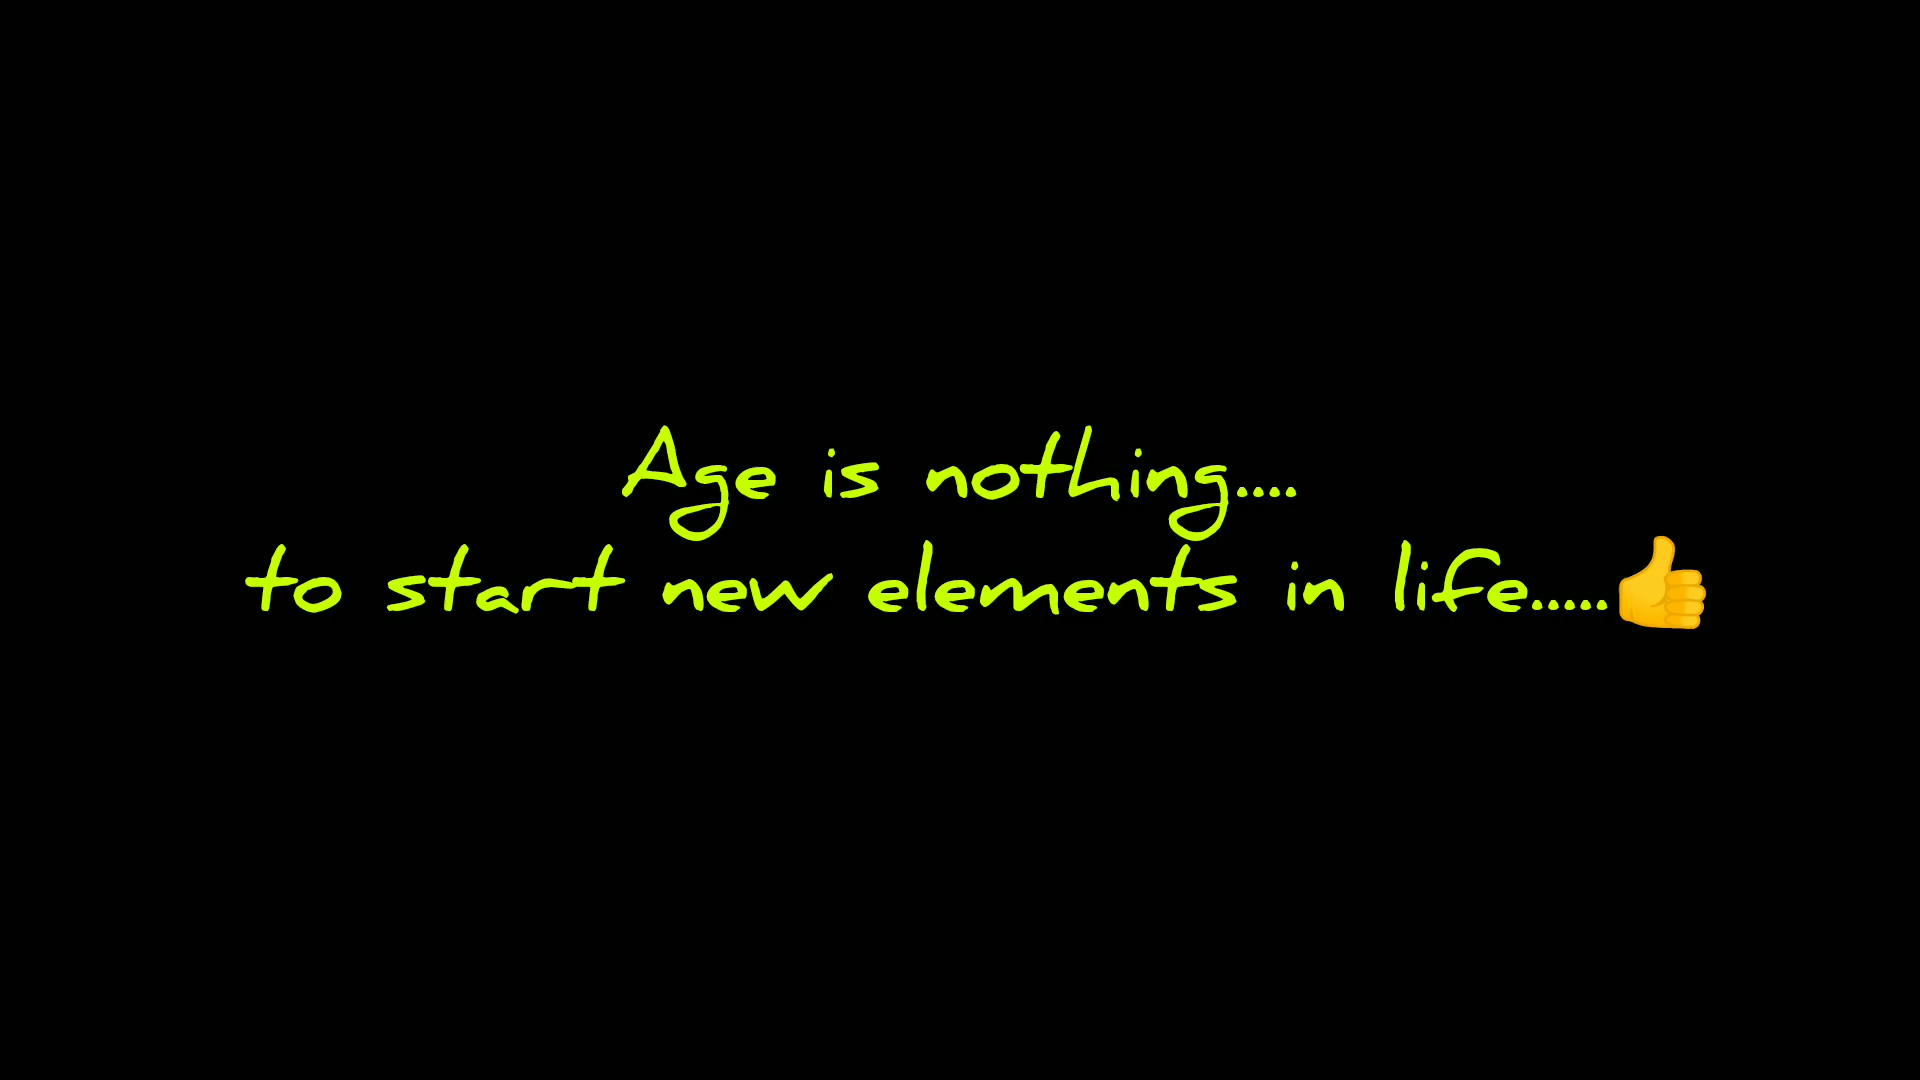 Age is nothing....
to start new elements in life.....👍